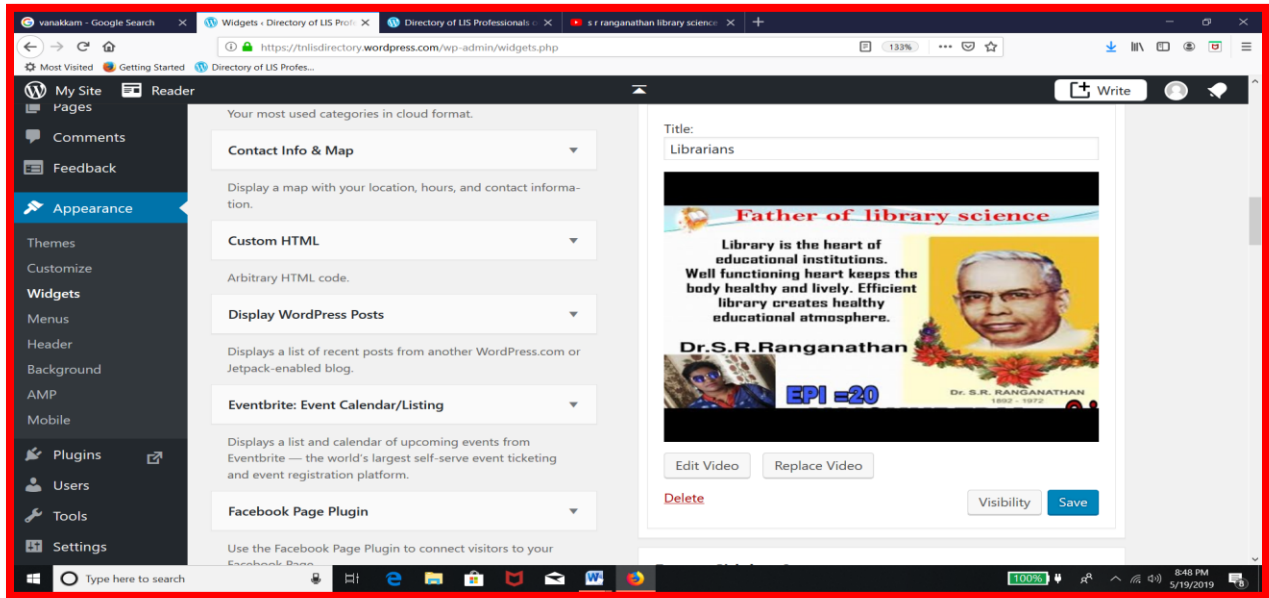 vanakkam - Google Search
Widgets ‹ Directory of LIS Profe
Directory of LIS Professionals o
s r ranganathan library science
https://tnlisdirectory.wordpress.com/wp-admin/widgets.php
133%
Most Visited
Getting Started
Directory of LIS Profes...
My Site
Reader
Write
Pages
Comments
Feedback
Appearance
Themes
Customize
Widgets
Menus
Header
Background
AMP
Mobile
Plugins
Users
Tools
Settings
Your most used categories in cloud format.
Contact Info & Map
Display a map with your location, hours, and contact informa-
tion.
Custom HTML
Arbitrary HTML code.
Display WordPress Posts
Displays a list of recent posts from another WordPress.com or
Jetpack-enabled blog.
Eventbrite: Event Calendar/Listing
Displays a list and calendar of upcoming events from
Eventbrite — the world's largest self-serve event ticketing
and event registration platform.
Facebook Page Plugin
Use the Facebook Page Plugin to connect visitors to your
Facebook Page
Title:
Librarians
Father of library science
Library is the heart of
educational institutions.
Well functioning heart keeps the
body healthy and lively. Efficient
library creates healthy
educational atmosphere.
Dr.S.R.Ranganathan
EPI =20
Dr. S.R. RANGANATHAN
1892 - 1972
Edit Video
Replace Video
Delete
Visibility
Save
Type here to search
100%
8:48 PM
5/19/2019